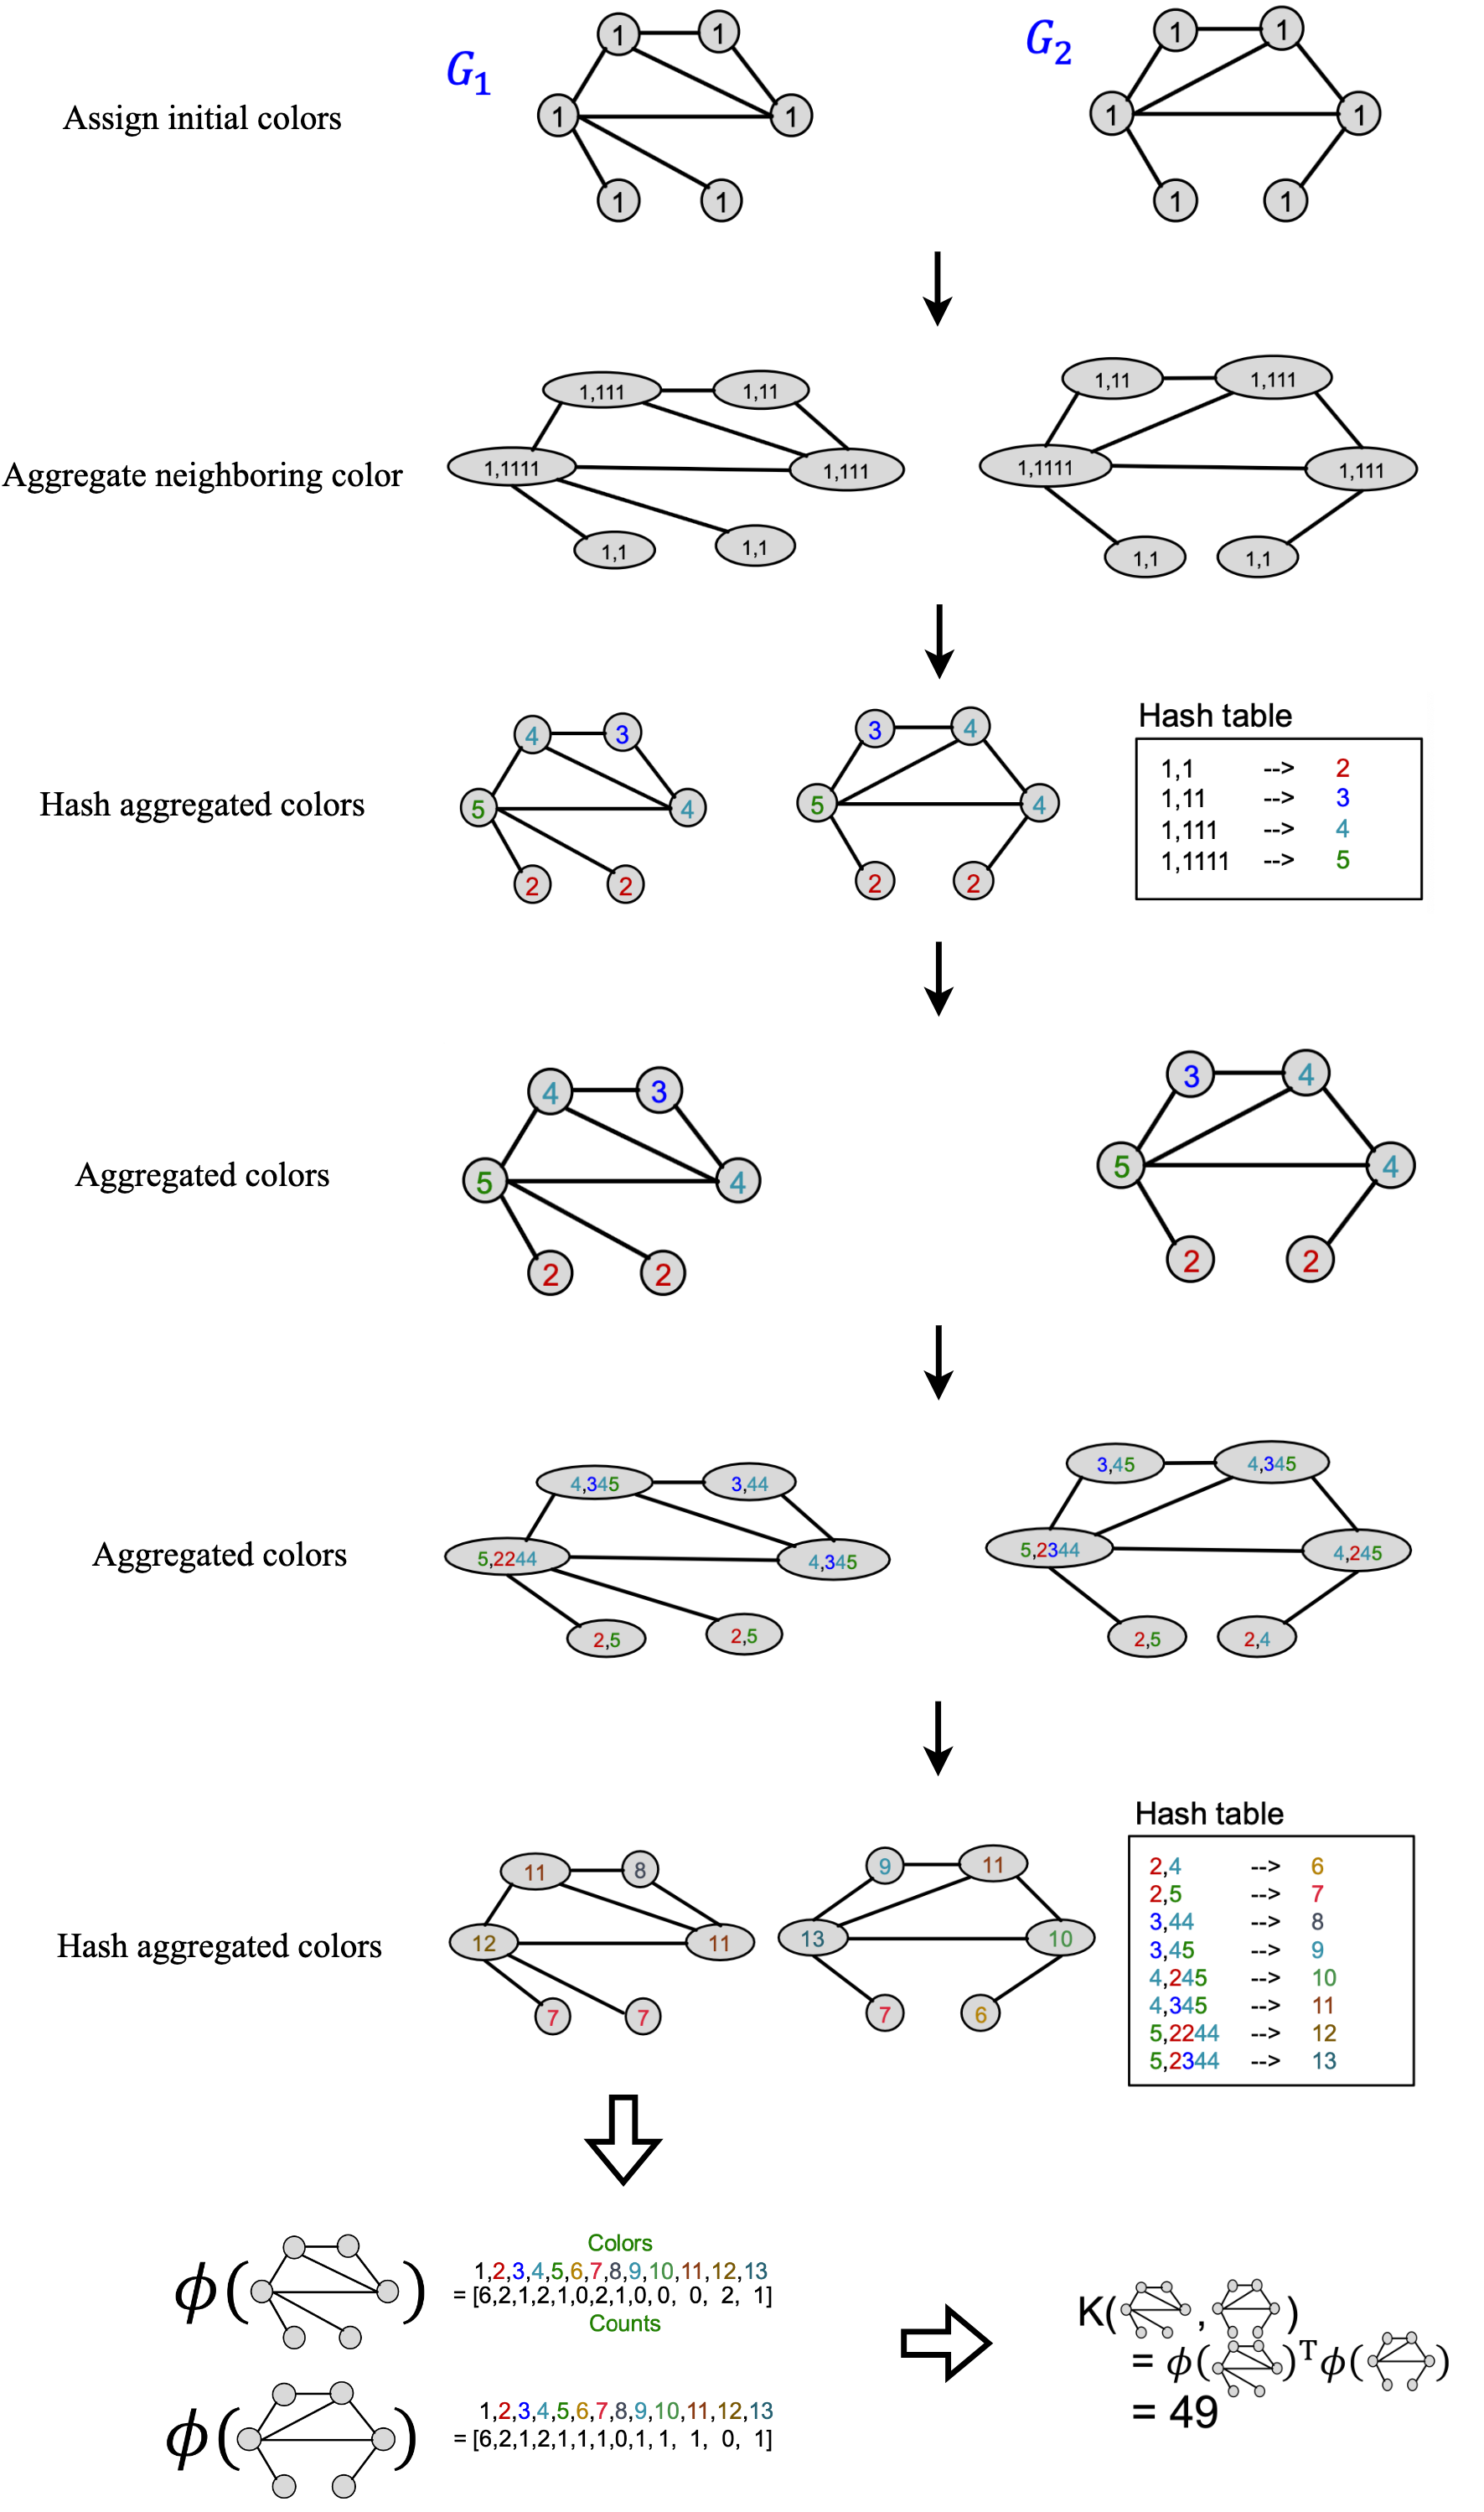 G1
G2
1 1
1 1
Assign initial colors
1 1
1 1
1 1
1 1
1,111 1,11
1,11 1,111
Aggregate neighboring color
1,1111 1,111
1,1111 1,111
1,1 1,1
1,1 1,1
Hash table
4 3
3 4
1,1 --> 2
1,11 --> 3
Hash aggregated colors
5 4
5 4
1,111 --> 4
1,1111 --> 5
2 2
2 2
4 3
3 4
Aggregated colors
5 4
5 4
2 2
2 2
4,345 3,44
3,45 4,345
Aggregated colors
5,2244 4,345
5,2344 4,245
2,5 2,5
2,5 2,4
Hash table
11 8
9 11
2,4 --> 6
2,5 --> 7
3,44 --> 8
3,45 --> 9
Hash aggregated colors
12 11
13 10
4,245 --> 10
4,345 --> 11
5,2244 --> 12
5,2344 --> 13
7 7
7 6
Colors
1,2,3,4,5,6,7,8,9,10,11,12,13
ϕ( )
= [6,2,1,2,1,0,2,1,0,0, 0, 2, 1]
Counts
K( , )
= ϕ( )ᵀϕ( )
= 49
1,2,3,4,5,6,7,8,9,10,11,12,13
ϕ( )
= [6,2,1,2,1,1,1,0,1, 1, 1, 0, 1]